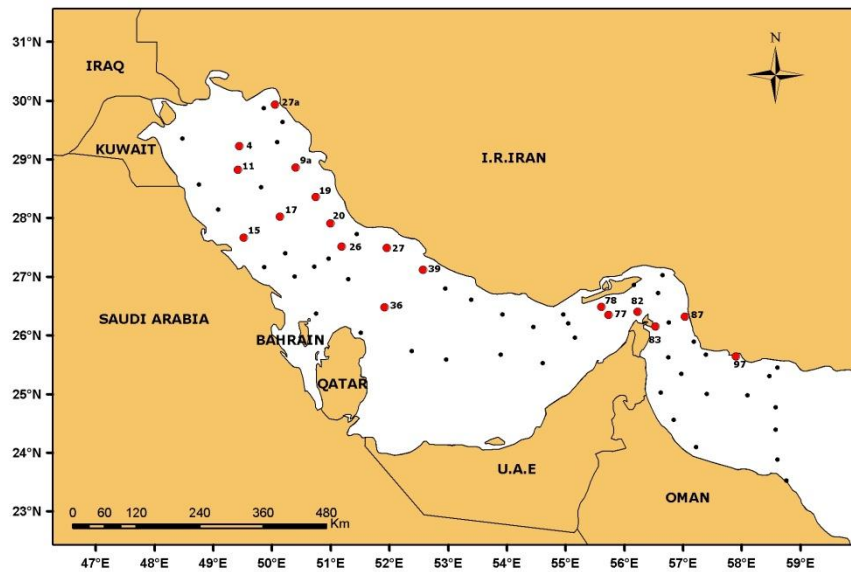 N
31°N
IRAQ
30°N
27a
KUWAIT
4
29°N
11
9a
I.R.IRAN
19
28°N
17
20
15
26
27
27°N
39
SAUDI ARABIA
36
78
82
77
87
26°N
BAHRAIN
83
97
QATAR
25°N
24°N
U.A.E
OMAN
23°N
0 60 120 240 360 480
Km
47°E 48°E 49°E 50°E 51°E 52°E 53°E 54°E 55°E 56°E 57°E 58°E 59°E